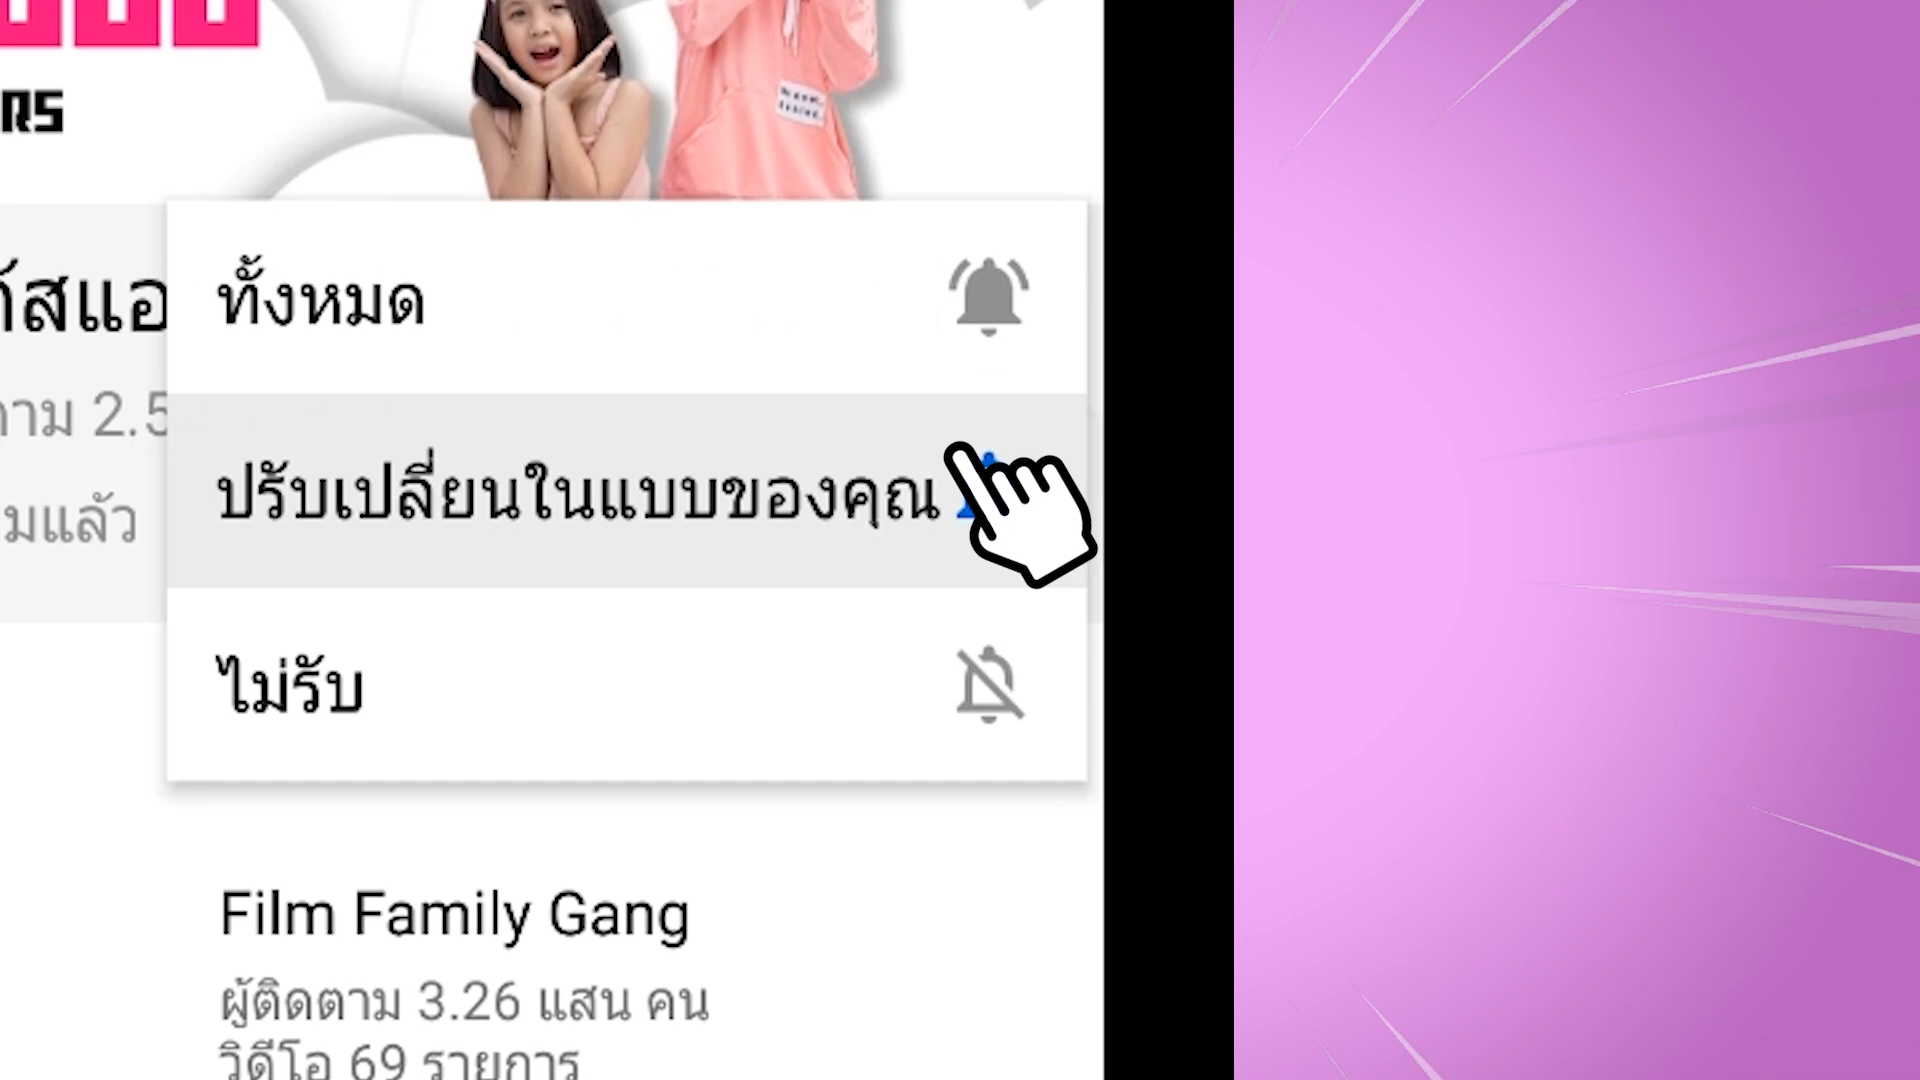 RS
ทั้งหมด
ปรับเปลี่ยนในแบบของคุณ
2.5
ไม่รับ
Film Family Gang
ผู้ติดตาม 3.26 แสน คน
วิดีโอ 69 รายการ